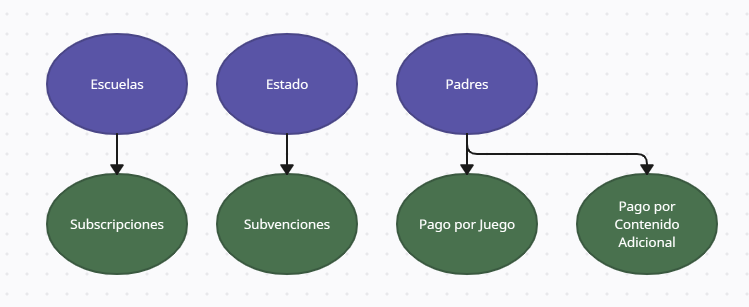 Escuelas
Estado
Padres
Subscripciones
Subvenciones
Pago por Juego
Pago por
Contenido
Adicional